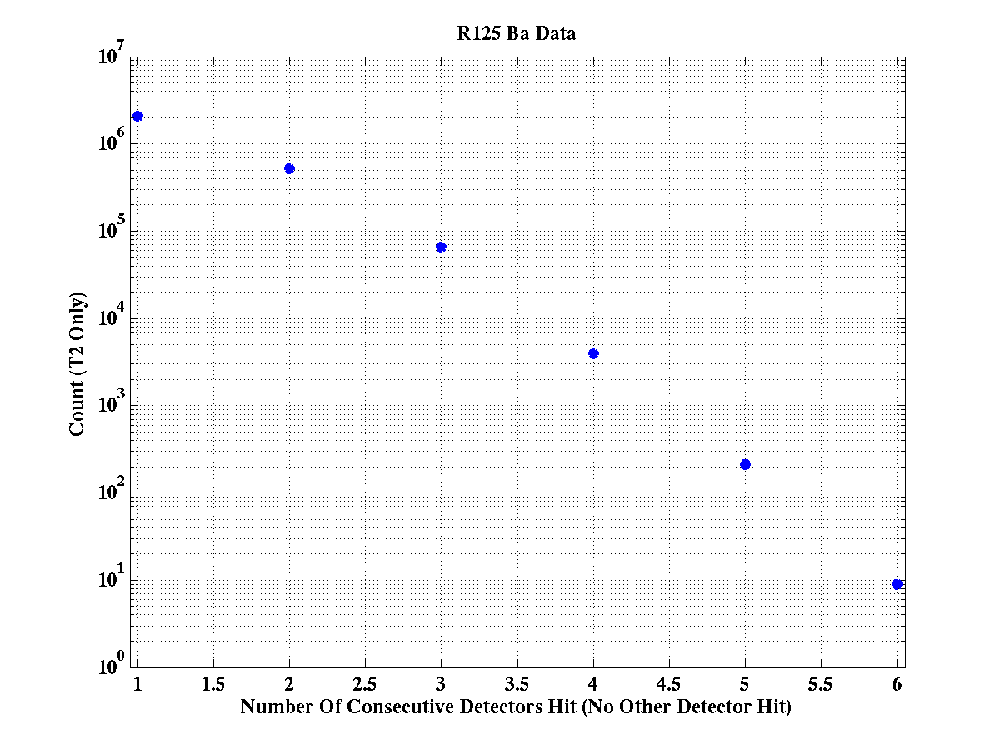 R125 Ba Data
Count (T2 Only)
10^7
10^6
10^5
10^4
10^3
10^2
10^1
10^0
1 1.5 2 2.5 3 3.5 4 4.5 5 5.5 6
Number Of Consecutive Detectors Hit (No Other Detector Hit)